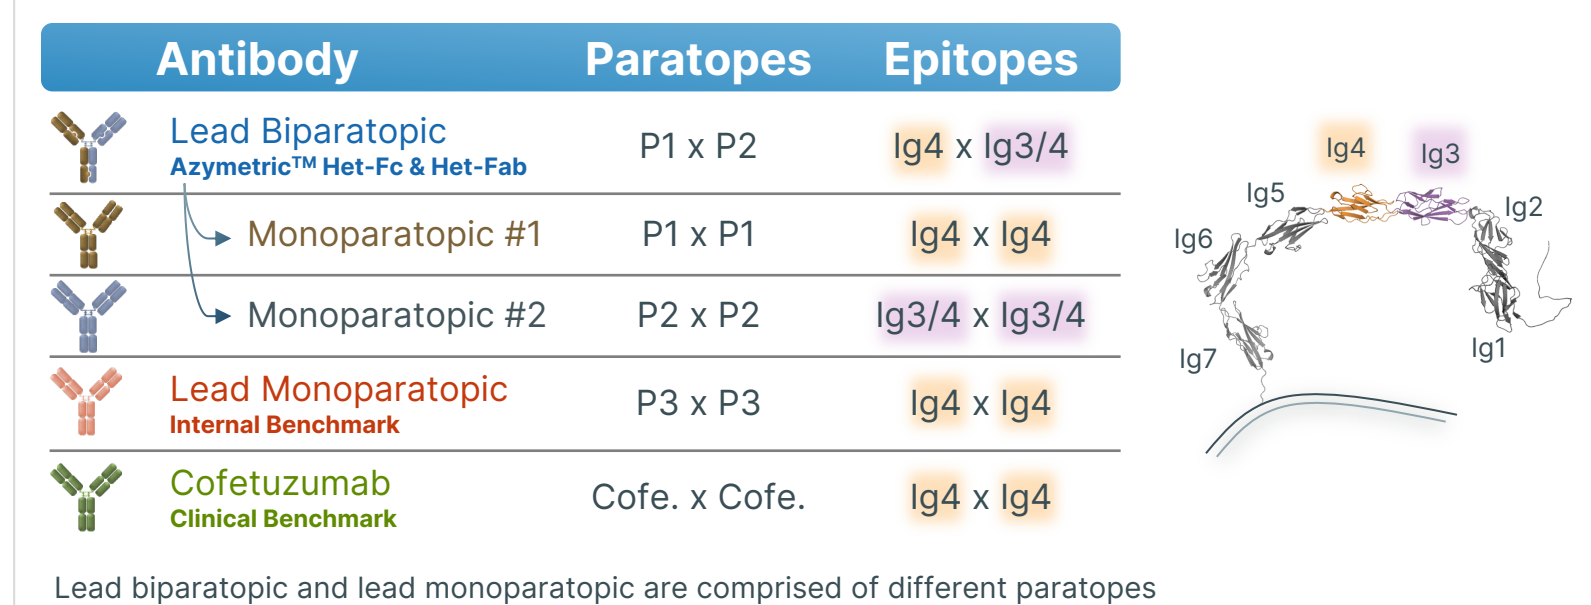 Antibody Paratopes Epitopes
Lead Biparatopic
Azymetric™ Het-Fc & Het-Fab
P1 x P2
Ig4 x Ig3/4
Monoparatopic #1
P1 x P1
Ig4 x Ig4
Monoparatopic #2
P2 x P2
Ig3/4 x Ig3/4
Lead Monoparatopic
Internal Benchmark
P3 x P3
Ig4 x Ig4
Cofetuzumab
Clinical Benchmark
Cofe. x Cofe.
Ig4 x Ig4
Lead biparatopic and lead monoparatopic are comprised of different paratopes
Ig4
Ig3
Ig5
Ig2
Ig6
Ig7
Ig1